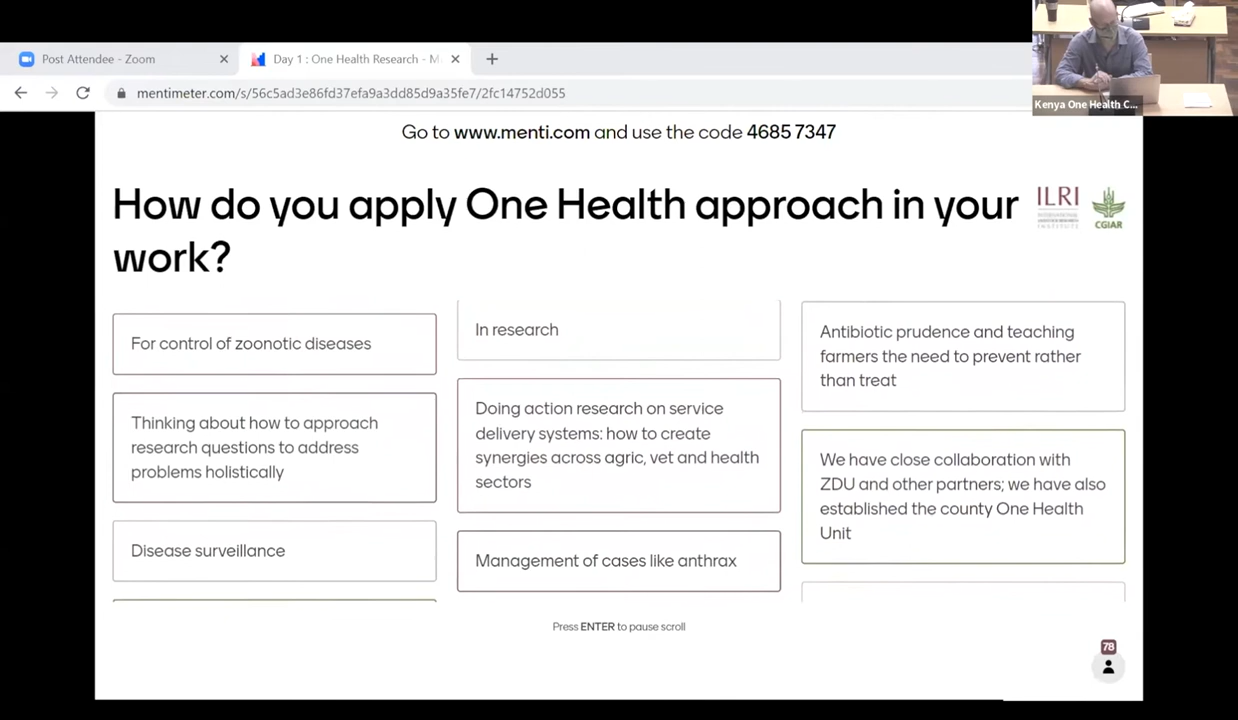 Post Attendee - Zoom
Day 1 : One Health Research - M
mentimeter.com/s/56c5ad3e86fd37efa9a3dd85d9a35fe7/2fc14752d055
Kenya One Health C...
Go to www.menti.com and use the code 4685 7347
How do you apply One Health approach in your
work?
ILRI
INTERNATIONAL
LIVESTOCK RESEARCH
INSTITUTE
CGIAR
For control of zoonotic diseases
Thinking about how to approach
research questions to address
problems holistically
Disease surveillance
In research
Doing action research on service
delivery systems: how to create
synergies across agric, vet and health
sectors
Management of cases like anthrax
Antibiotic prudence and teaching
farmers the need to prevent rather
than treat
We have close collaboration with
ZDU and other partners; we have also
established the county One Health
Unit
Press ENTER to pause scroll
78